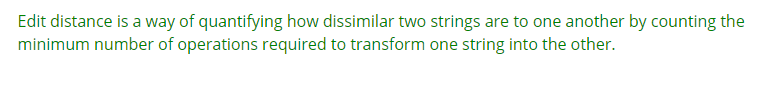 Edit distance is a way of quantifying how dissimilar two strings are to one another by counting the
minimum number of operations required to transform one string into the other.